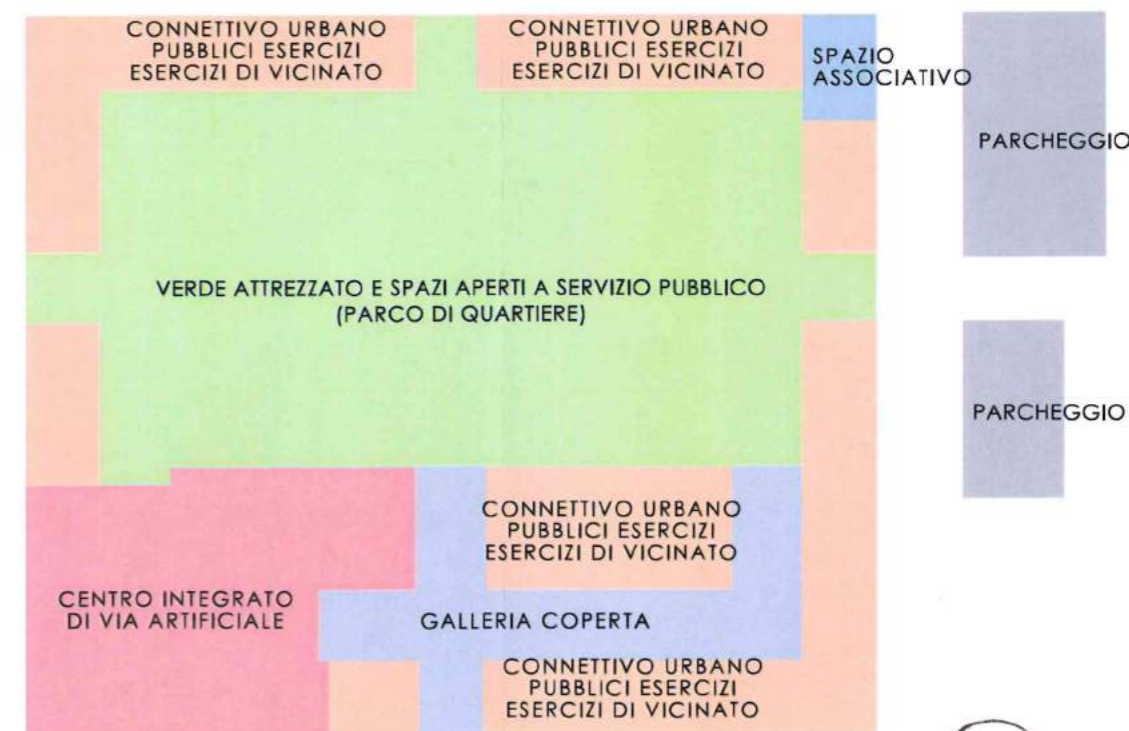 CONNETTIVO URBANO
PUBBLICI ESERCIZI
ESERCIZI DI VICINATO
CONNETTIVO URBANO
PUBBLICI ESERCIZI
ESERCIZI DI VICINATO
SPAZIO
ASSOCIATIVO
PARCHEGGIO
VERDE ATTREZZATO E SPAZI APERTI A SERVIZIO PUBBLICO
(PARCO DI QUARTIERE)
PARCHEGGIO
CONNETTIVO URBANO
PUBBLICI ESERCIZI
ESERCIZI DI VICINATO
CENTRO INTEGRATO
DI VIA ARTIFICIALE
GALLERIA COPERTA
CONNETTIVO URBANO
PUBBLICI ESERCIZI
ESERCIZI DI VICINATO